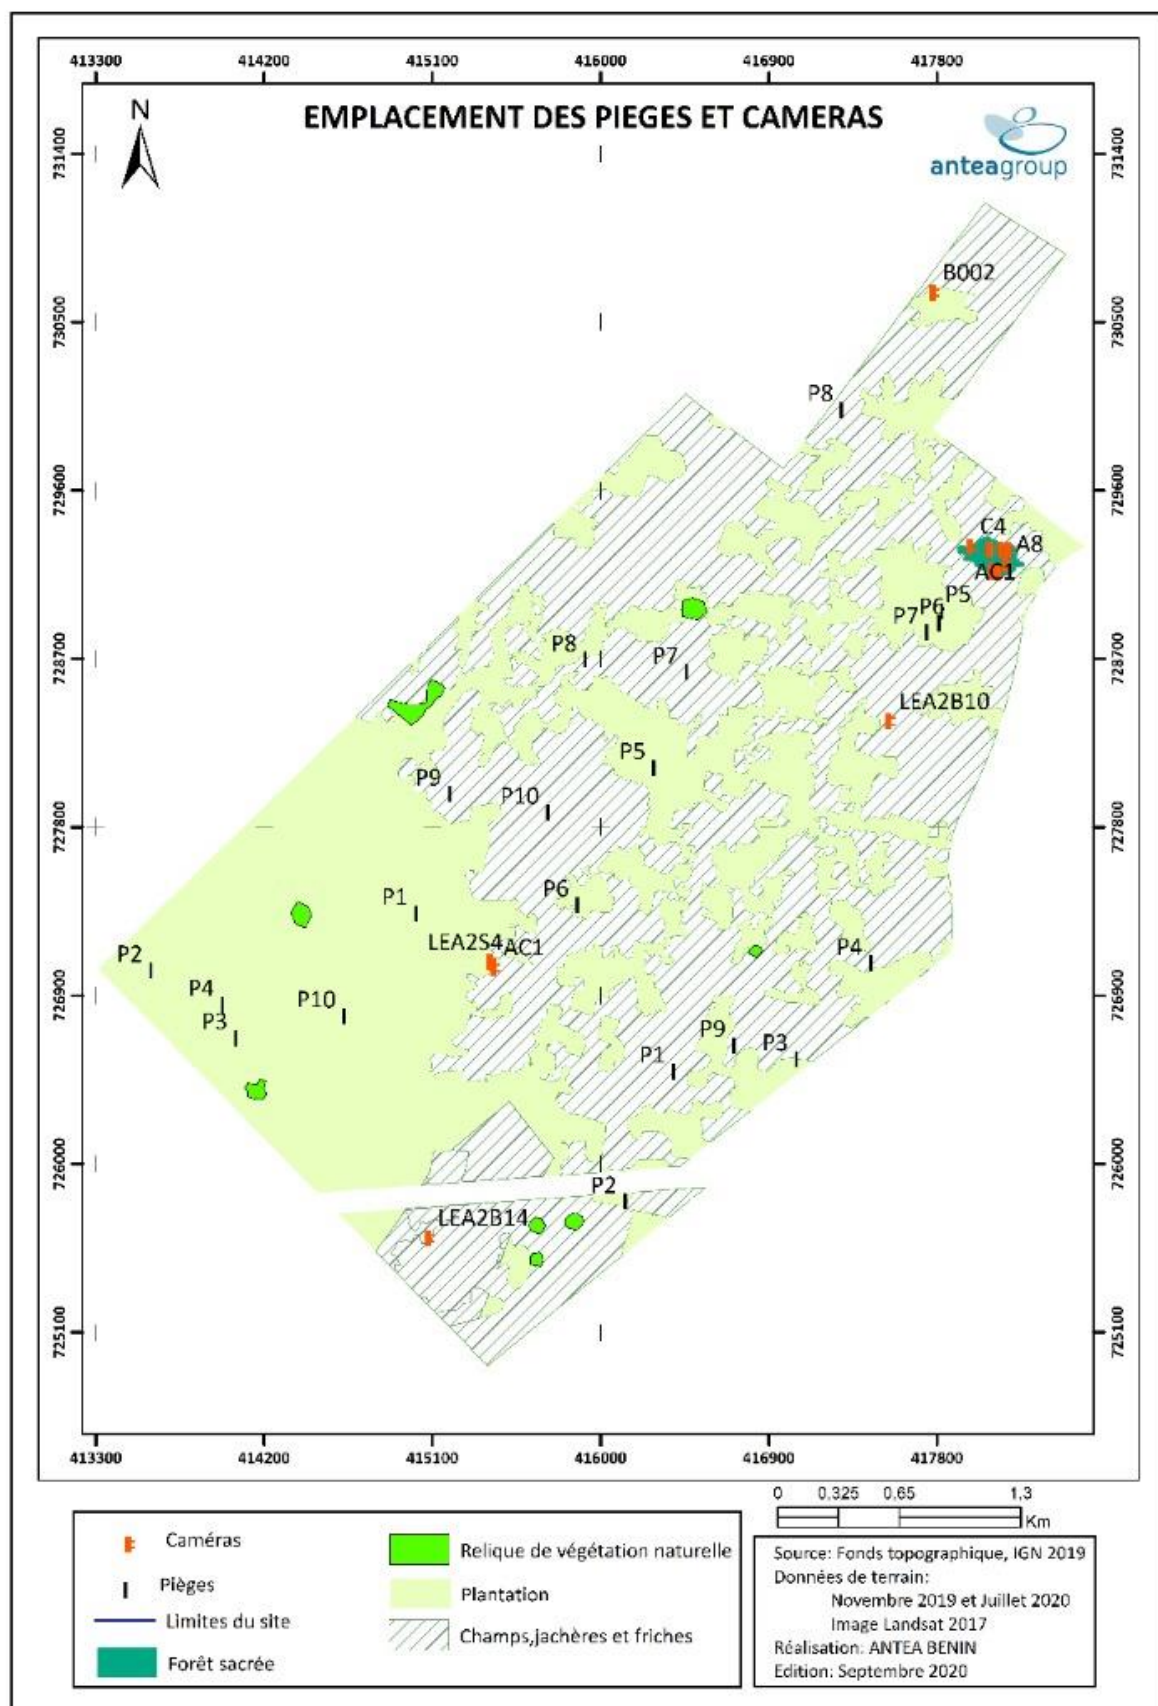 413300 414200 415100 416000 416900 417800
N
EMPLACEMENT DES PIEGES ET CAMERAS
anteagroup
731400 731400
B002
730500 730500
P8
729600 729600
C4
A8
AC1
P5
P6
P7
P8
P7
728700 728700
LEA2B10
P5
P9
P10
727800 727800
P6
P1
LEA2S4
AC1
P4
P2
P4
P10
726900 726900
P3
P9
P3
P1
726000 726000
P2
LEA2B14
725100 725100
413300 414200 415100 416000 416900 417800
0 0,325 0,65 1,3
Km
Caméras
Pièges
Limites du site
Forêt sacrée
Relique de végétation naturelle
Plantation
Champs,jachères et friches
Source: Fonds topographique, IGN 2019
Données de terrain:
Novembre 2019 et Juillet 2020
Image Landsat 2017
Réalisation: ANTEA BENIN
Edition: Septembre 2020